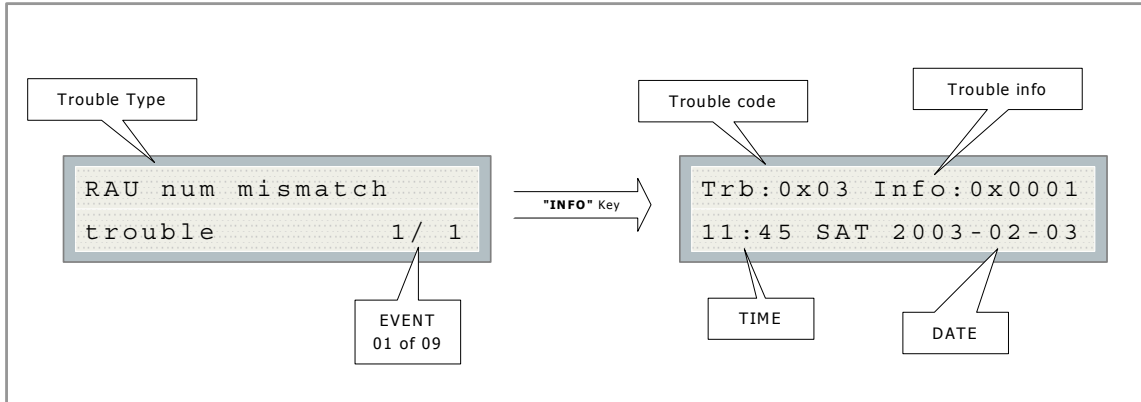 Trouble Type
RAU num mismatch
trouble 1/ 1
EVENT
01 of 09
"INFO" Key
Trouble code
Trouble info
Trb:0x03 Info:0x0001
11:45 SAT 2003-02-03
TIME
DATE